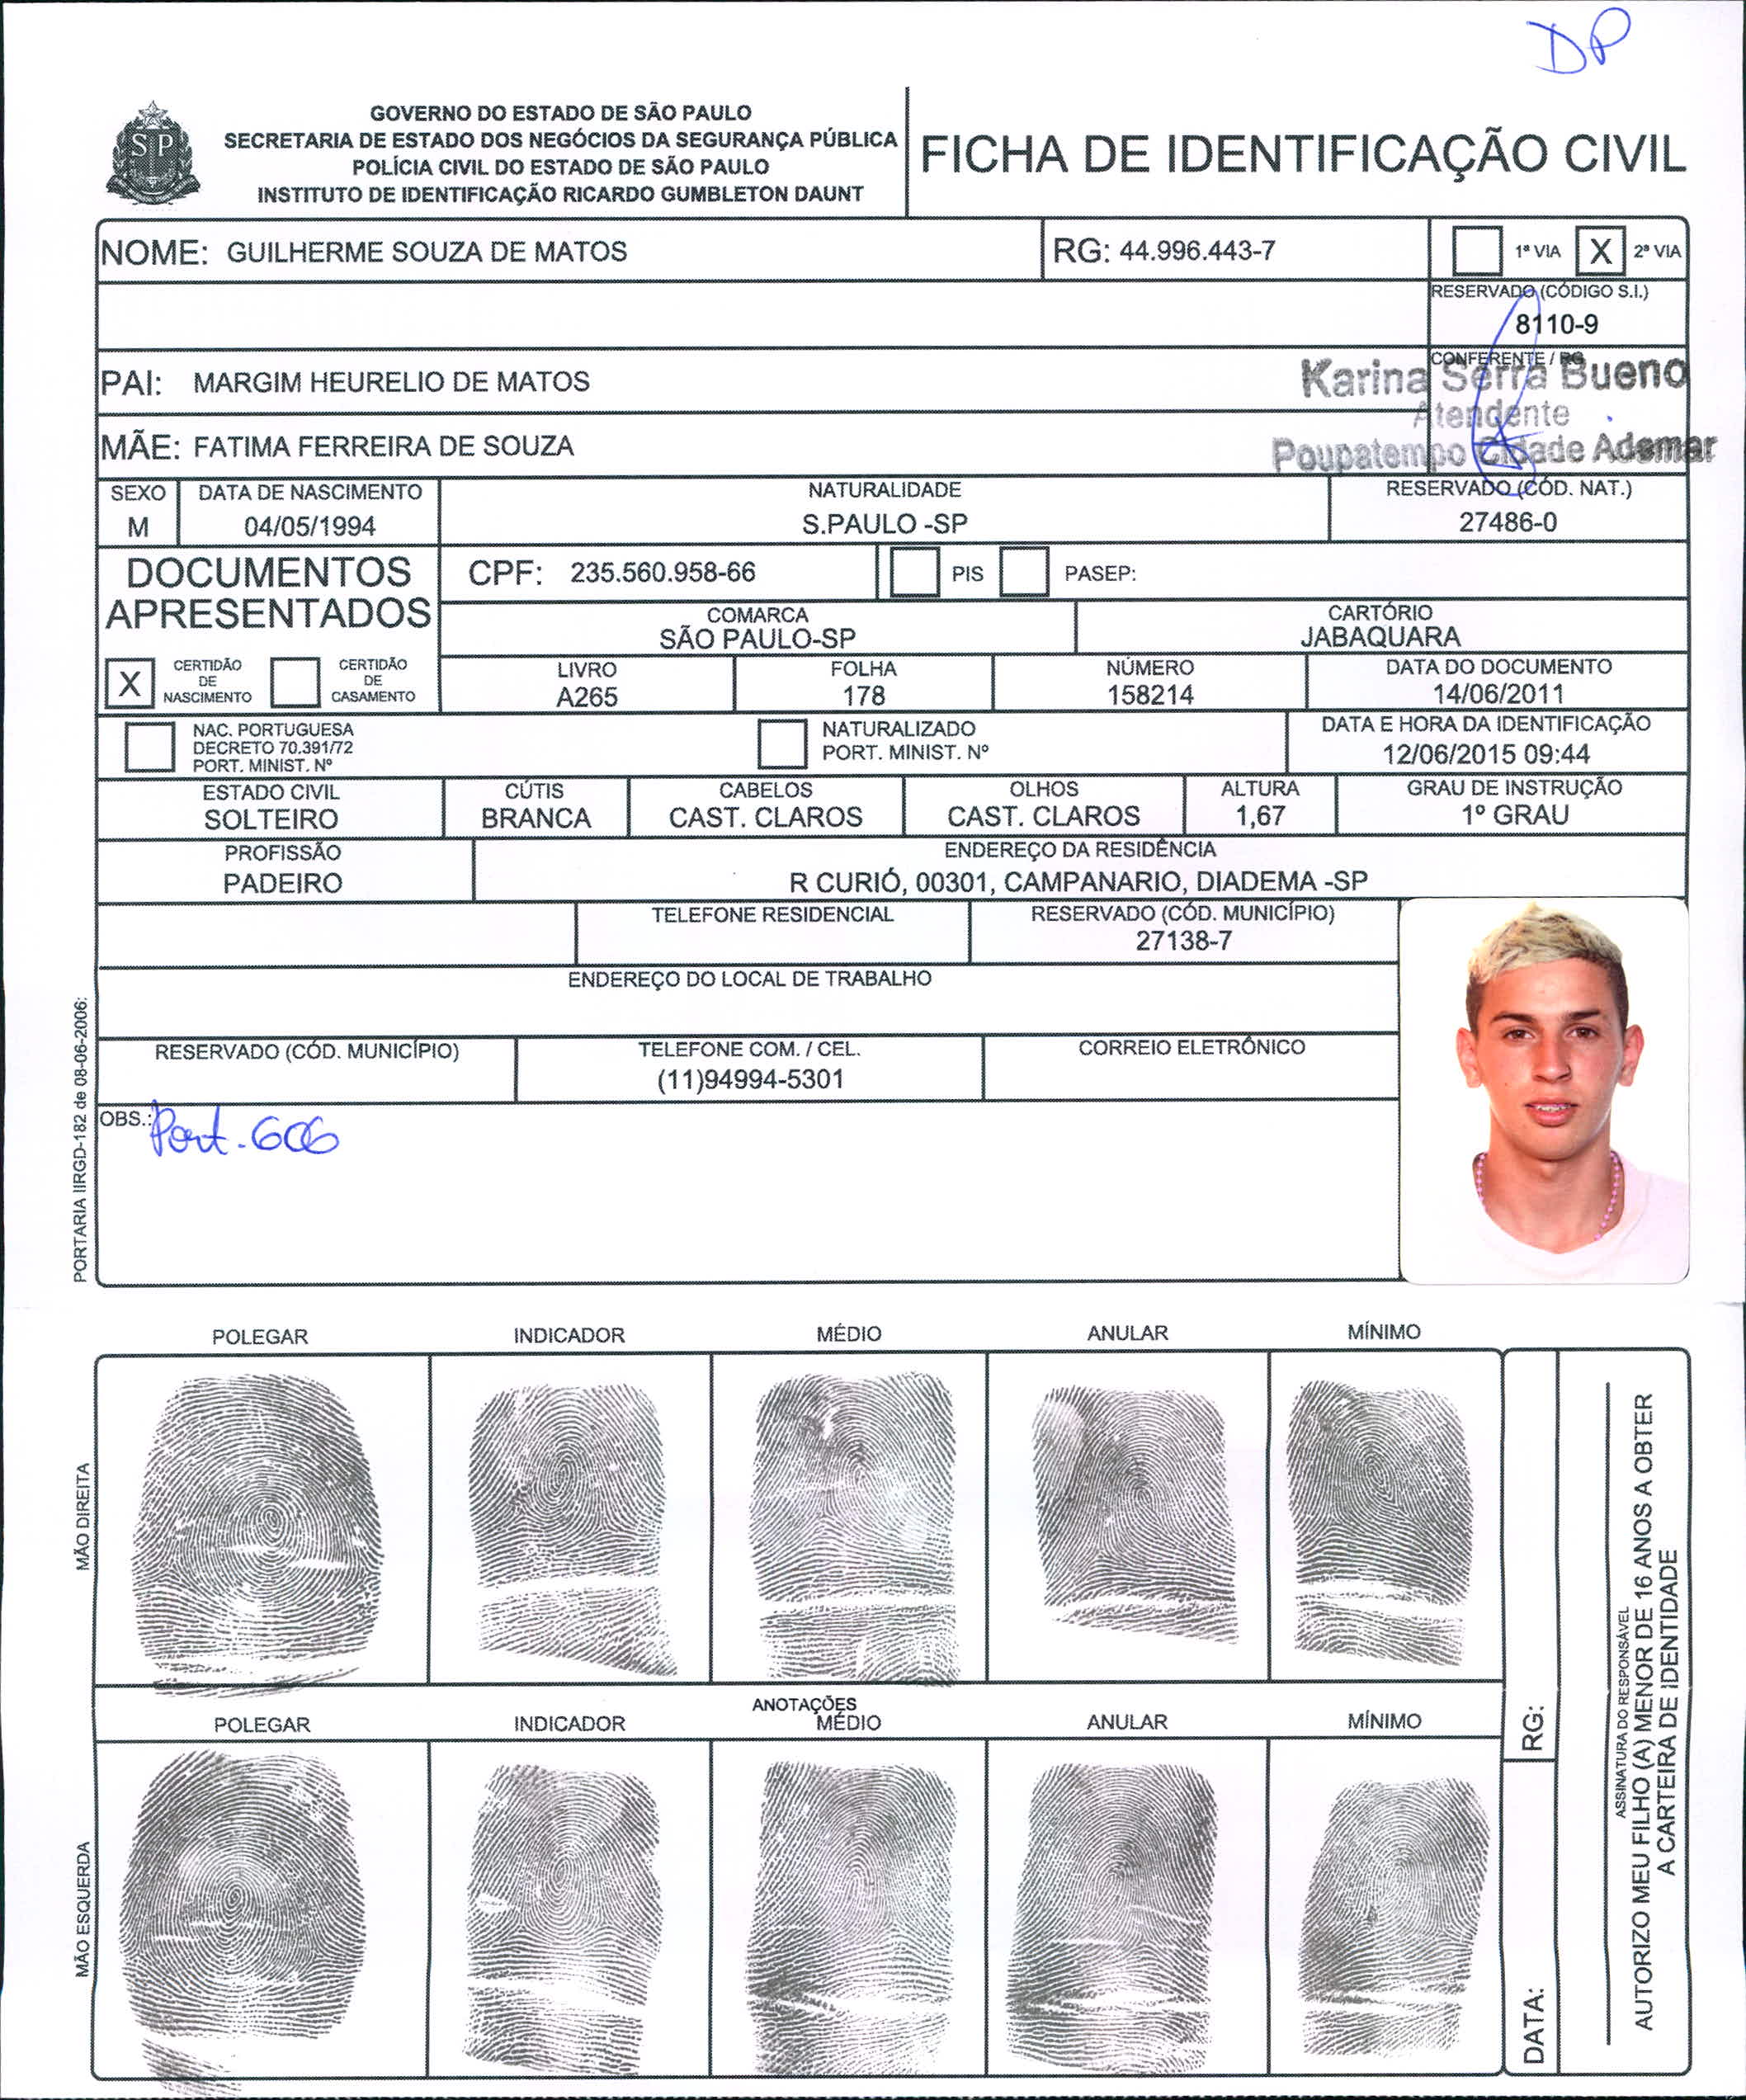 DP
GOVERNO DO ESTADO DE SÃO PAULO
SECRETARIA DE ESTADO DOS NEGÓCIOS DA SEGURANÇA PÚBLICA
POLÍCIA CIVIL DO ESTADO DE SÃO PAULO
INSTITUTO DE IDENTIFICAÇÃO RICARDO GUMBLETON DAUNT
SP
FICHA DE IDENTIFICAÇÃO CIVIL
NOME: GUILHERME SOUZA DE MATOS
RG: 44.996.443-7
1ª VIA X 2ª VIA
RESERVADO (CÓDIGO S.I.)
8110-9
PAI: MARGIM HEURELIO DE MATOS
CONFERENTE / RG
Karina Serra Bueno
Atendente
Poupatempo Cidade Ademar
MÃE: FATIMA FERREIRA DE SOUZA
SEXO
M
DATA DE NASCIMENTO
04/05/1994
NATURALIDADE
S.PAULO -SP
RESERVADO (CÓD. NAT.)
27486-0
DOCUMENTOS
APRESENTADOS
CPF: 235.560.958-66
PIS
PASEP:
COMARCA
SÃO PAULO-SP
CARTÓRIO
JABAQUARA
X
CERTIDÃO
DE
NASCIMENTO
CERTIDÃO
DE
CASAMENTO
LIVRO
A265
FOLHA
178
NÚMERO
158214
DATA DO DOCUMENTO
14/06/2011
NAC. PORTUGUESA
DECRETO 70.391/72
PORT. MINIST. Nº
NATURALIZADO
PORT. MINIST. Nº
DATA E HORA DA IDENTIFICAÇÃO
12/06/2015 09:44
ESTADO CIVIL
SOLTEIRO
CÚTIS
BRANCA
CABELOS
CAST. CLAROS
OLHOS
CAST. CLAROS
ALTURA
1,67
GRAU DE INSTRUÇÃO
1º GRAU
PROFISSÃO
PADEIRO
ENDEREÇO DA RESIDÊNCIA
R CURIÓ, 00301, CAMPANARIO, DIADEMA -SP
TELEFONE RESIDENCIAL
RESERVADO (CÓD. MUNICÍPIO)
27138-7
ENDEREÇO DO LOCAL DE TRABALHO
RESERVADO (CÓD. MUNICÍPIO)
TELEFONE COM. / CEL.
(11)94994-5301
CORREIO ELETRÔNICO
OBS.: Port. 606
PORTARIA IIRGD-182 de 08-06-2006:
POLEGAR
INDICADOR
MÉDIO
ANULAR
MÍNIMO
MÃO DIREITA
ANOTAÇÕES
POLEGAR
INDICADOR
MÉDIO
ANULAR
MÍNIMO
MÃO ESQUERDA
RG:
DATA:
ASSINATURA DO RESPONSÁVEL
AUTORIZO MEU FILHO (A) MENOR DE 16 ANOS A OBTER
A CARTEIRA DE IDENTIDADE